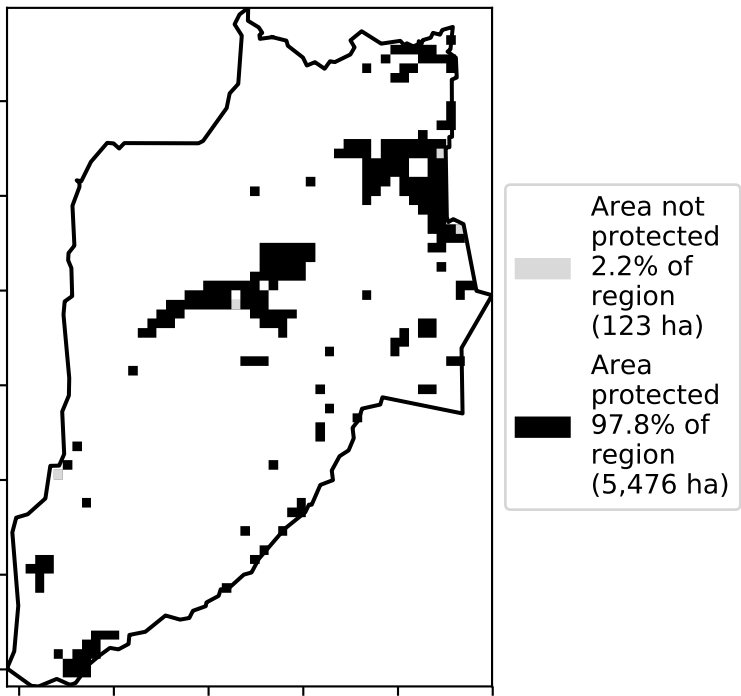 Area not
protected
2.2% of
region
(123 ha)
Area
protected
97.8% of
region
(5,476 ha)